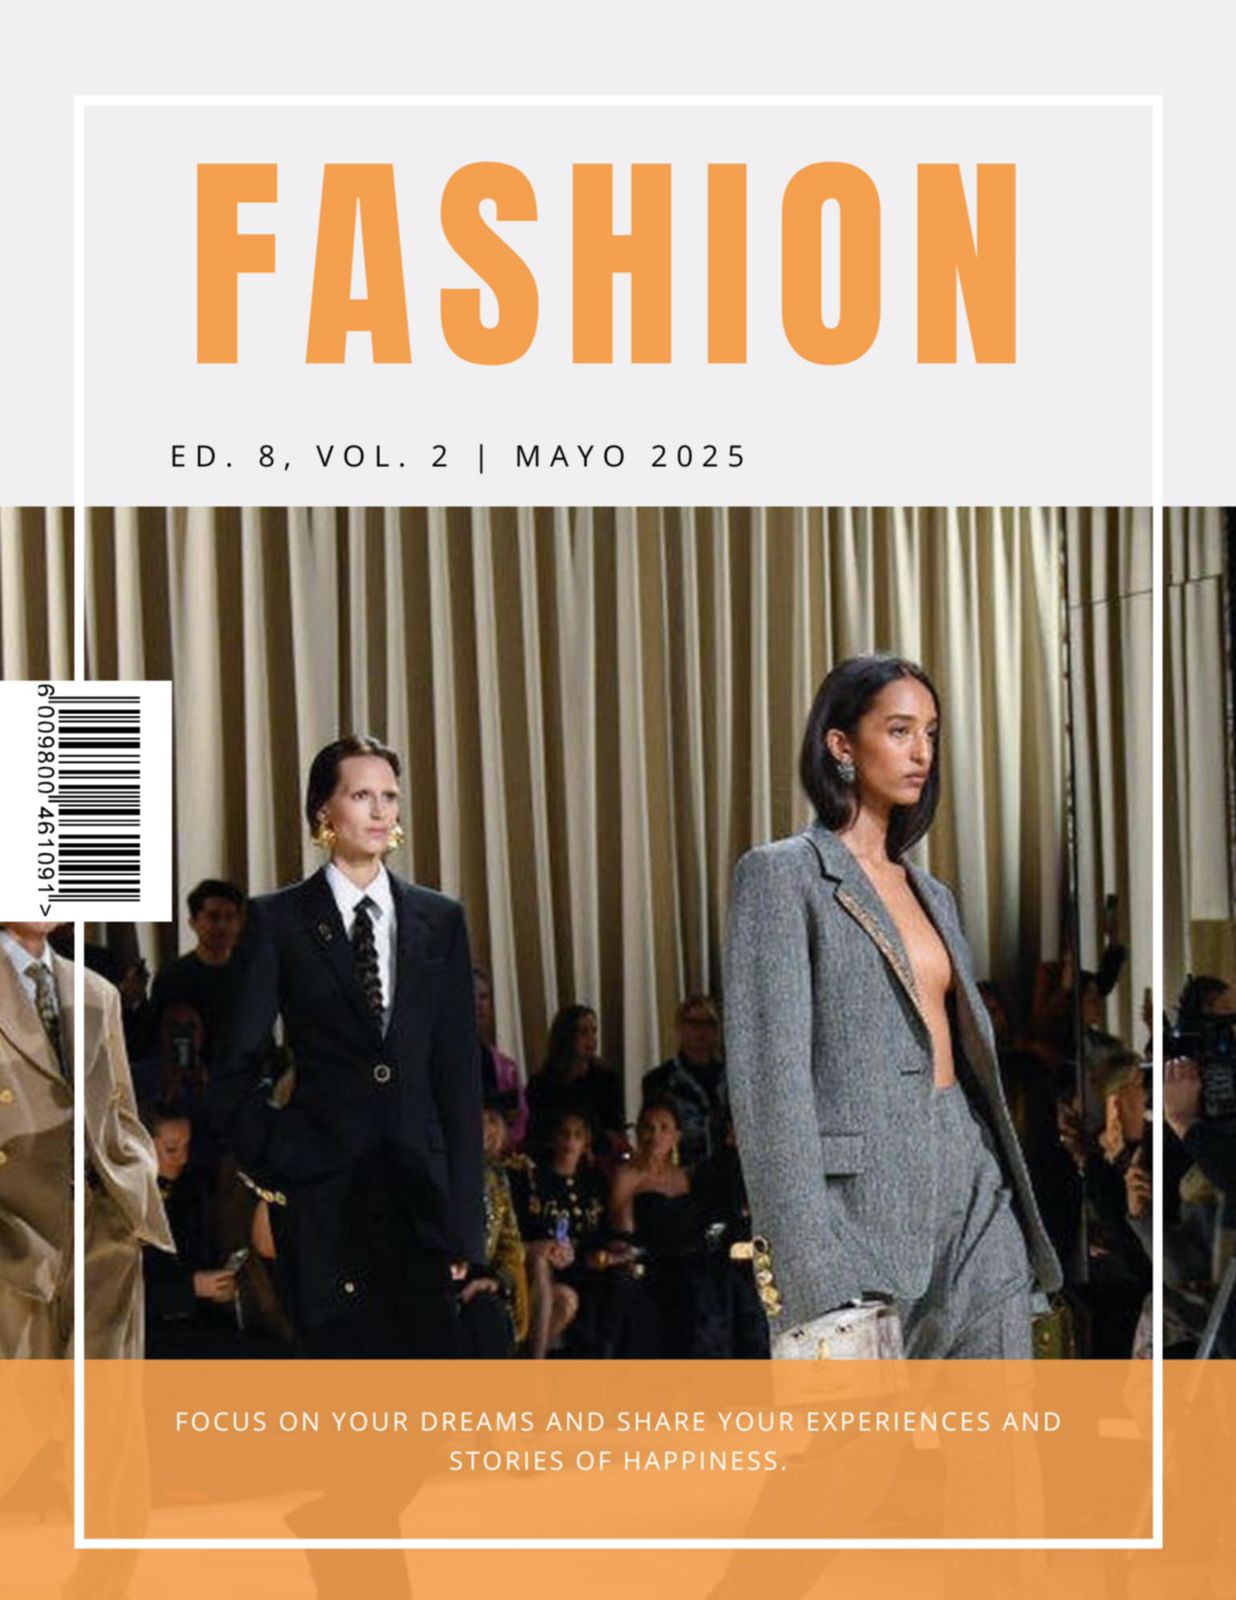 FASHION
ED. 8, VOL. 2 | MAYO 2025
6 009800 461091 >
FOCUS ON YOUR DREAMS AND SHARE YOUR EXPERIENCES AND
STORIES OF HAPPINESS.